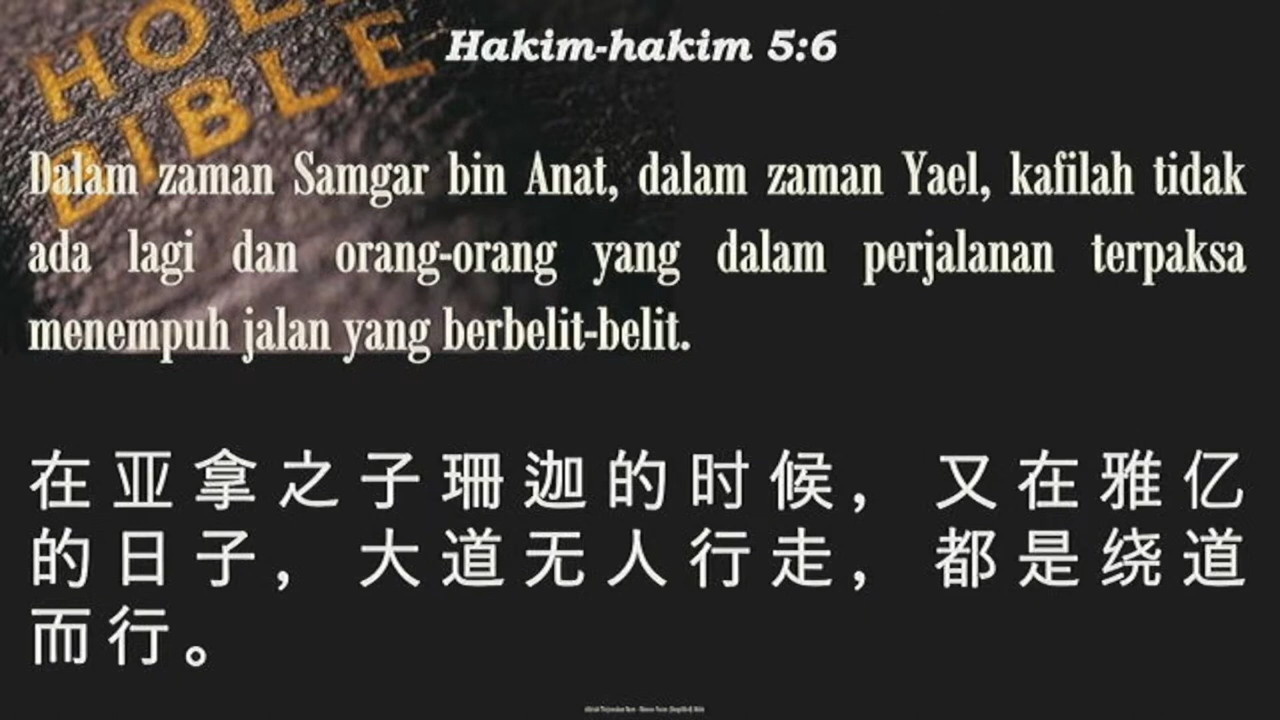 HOL
BIBLE
Hakim-hakim 5:6
Dalam zaman Samgar bin Anat, dalam zaman Yael, kafilah tidak
ada lagi dan orang-orang yang dalam perjalanan terpaksa
menempuh jalan yang berbelit-belit.
在亚拿之子珊迦的时候，又在雅亿
的日子，大道无人行走，都是绕道
而行。